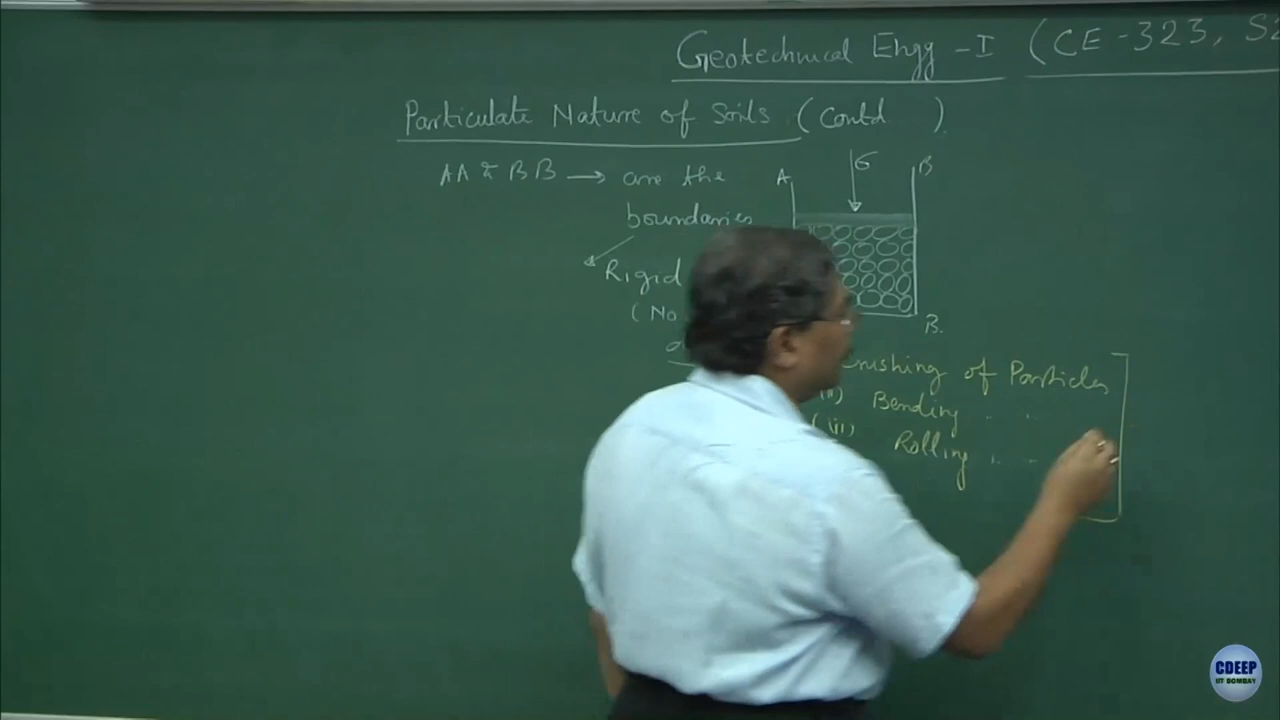 Geotechnical Engg - I (CE-323, S2
Particulate Nature of Soils (Contd )
AA & BB → are the
boundaries
Rigid
(No
A
σ
B
B.
rushing of Particles
(ii) Bending " "
(iii) Rolling " "
CDEEP
IIT BOMBAY